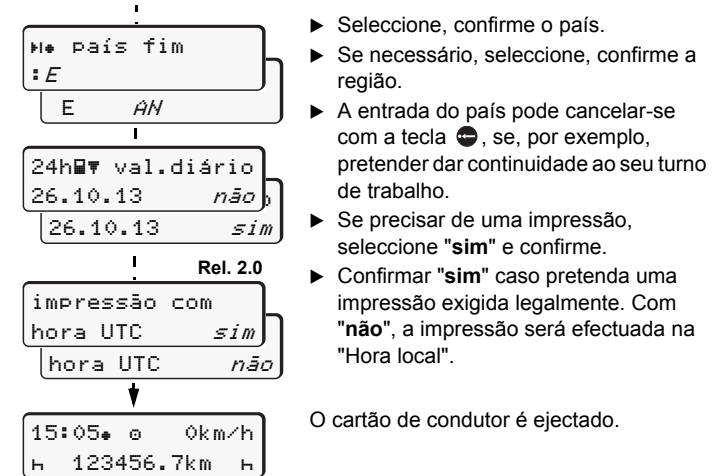 país fim
:E
E AN
24h val.diário
26.10.13 não
26.10.13 sim
Rel. 2.0
impressão com
hora UTC sim
hora UTC não
15:05 0km/h
123456.7km
► Seleccione, confirme o país.
► Se necessário, seleccione, confirme a
região.
► A entrada do país pode cancelar-se
com a tecla , se, por exemplo,
pretender dar continuidade ao seu turno
de trabalho.
► Se precisar de uma impressão,
seleccione "sim" e confirme.
► Confirmar "sim" caso pretenda uma
impressão exigida legalmente. Com
"não", a impressão será efectuada na
"Hora local".
O cartão de condutor é ejectado.